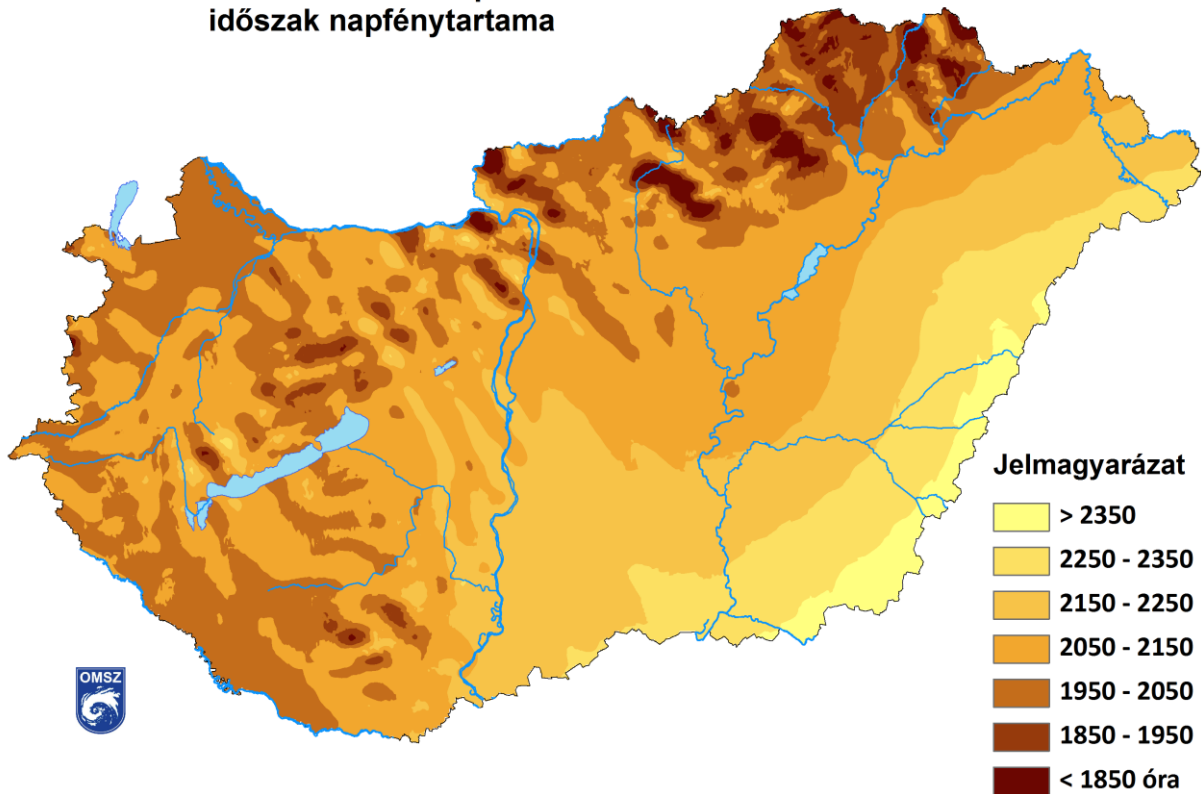 időszak napfénytartama
Jelmagyarázat
> 2350
2250 - 2350
2150 - 2250
2050 - 2150
1950 - 2050
1850 - 1950
< 1850 óra
OMSZ